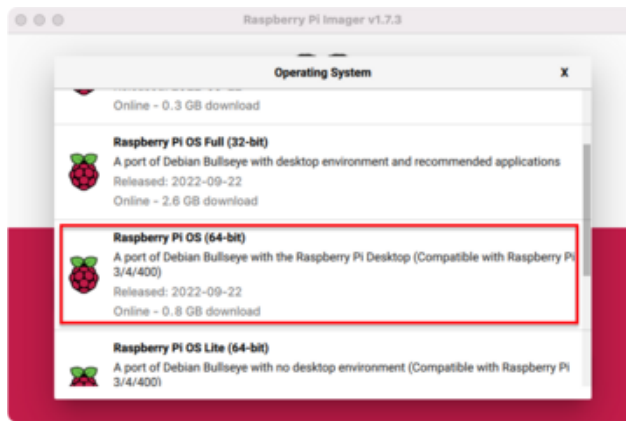 Raspberry Pi Imager v1.7.3
Operating System X
Online - 0.3 GB download
Raspberry Pi OS Full (32-bit)
A port of Debian Bullseye with desktop environment and recommended applications
Released: 2022-09-22
Online - 2.6 GB download
Raspberry Pi OS (64-bit)
A port of Debian Bullseye with the Raspberry Pi Desktop (Compatible with Raspberry Pi
3/4/400)
Released: 2022-09-22
Online - 0.8 GB download
Raspberry Pi OS Lite (64-bit)
A port of Debian Bullseye with no desktop environment (Compatible with Raspberry Pi
3/4/400)